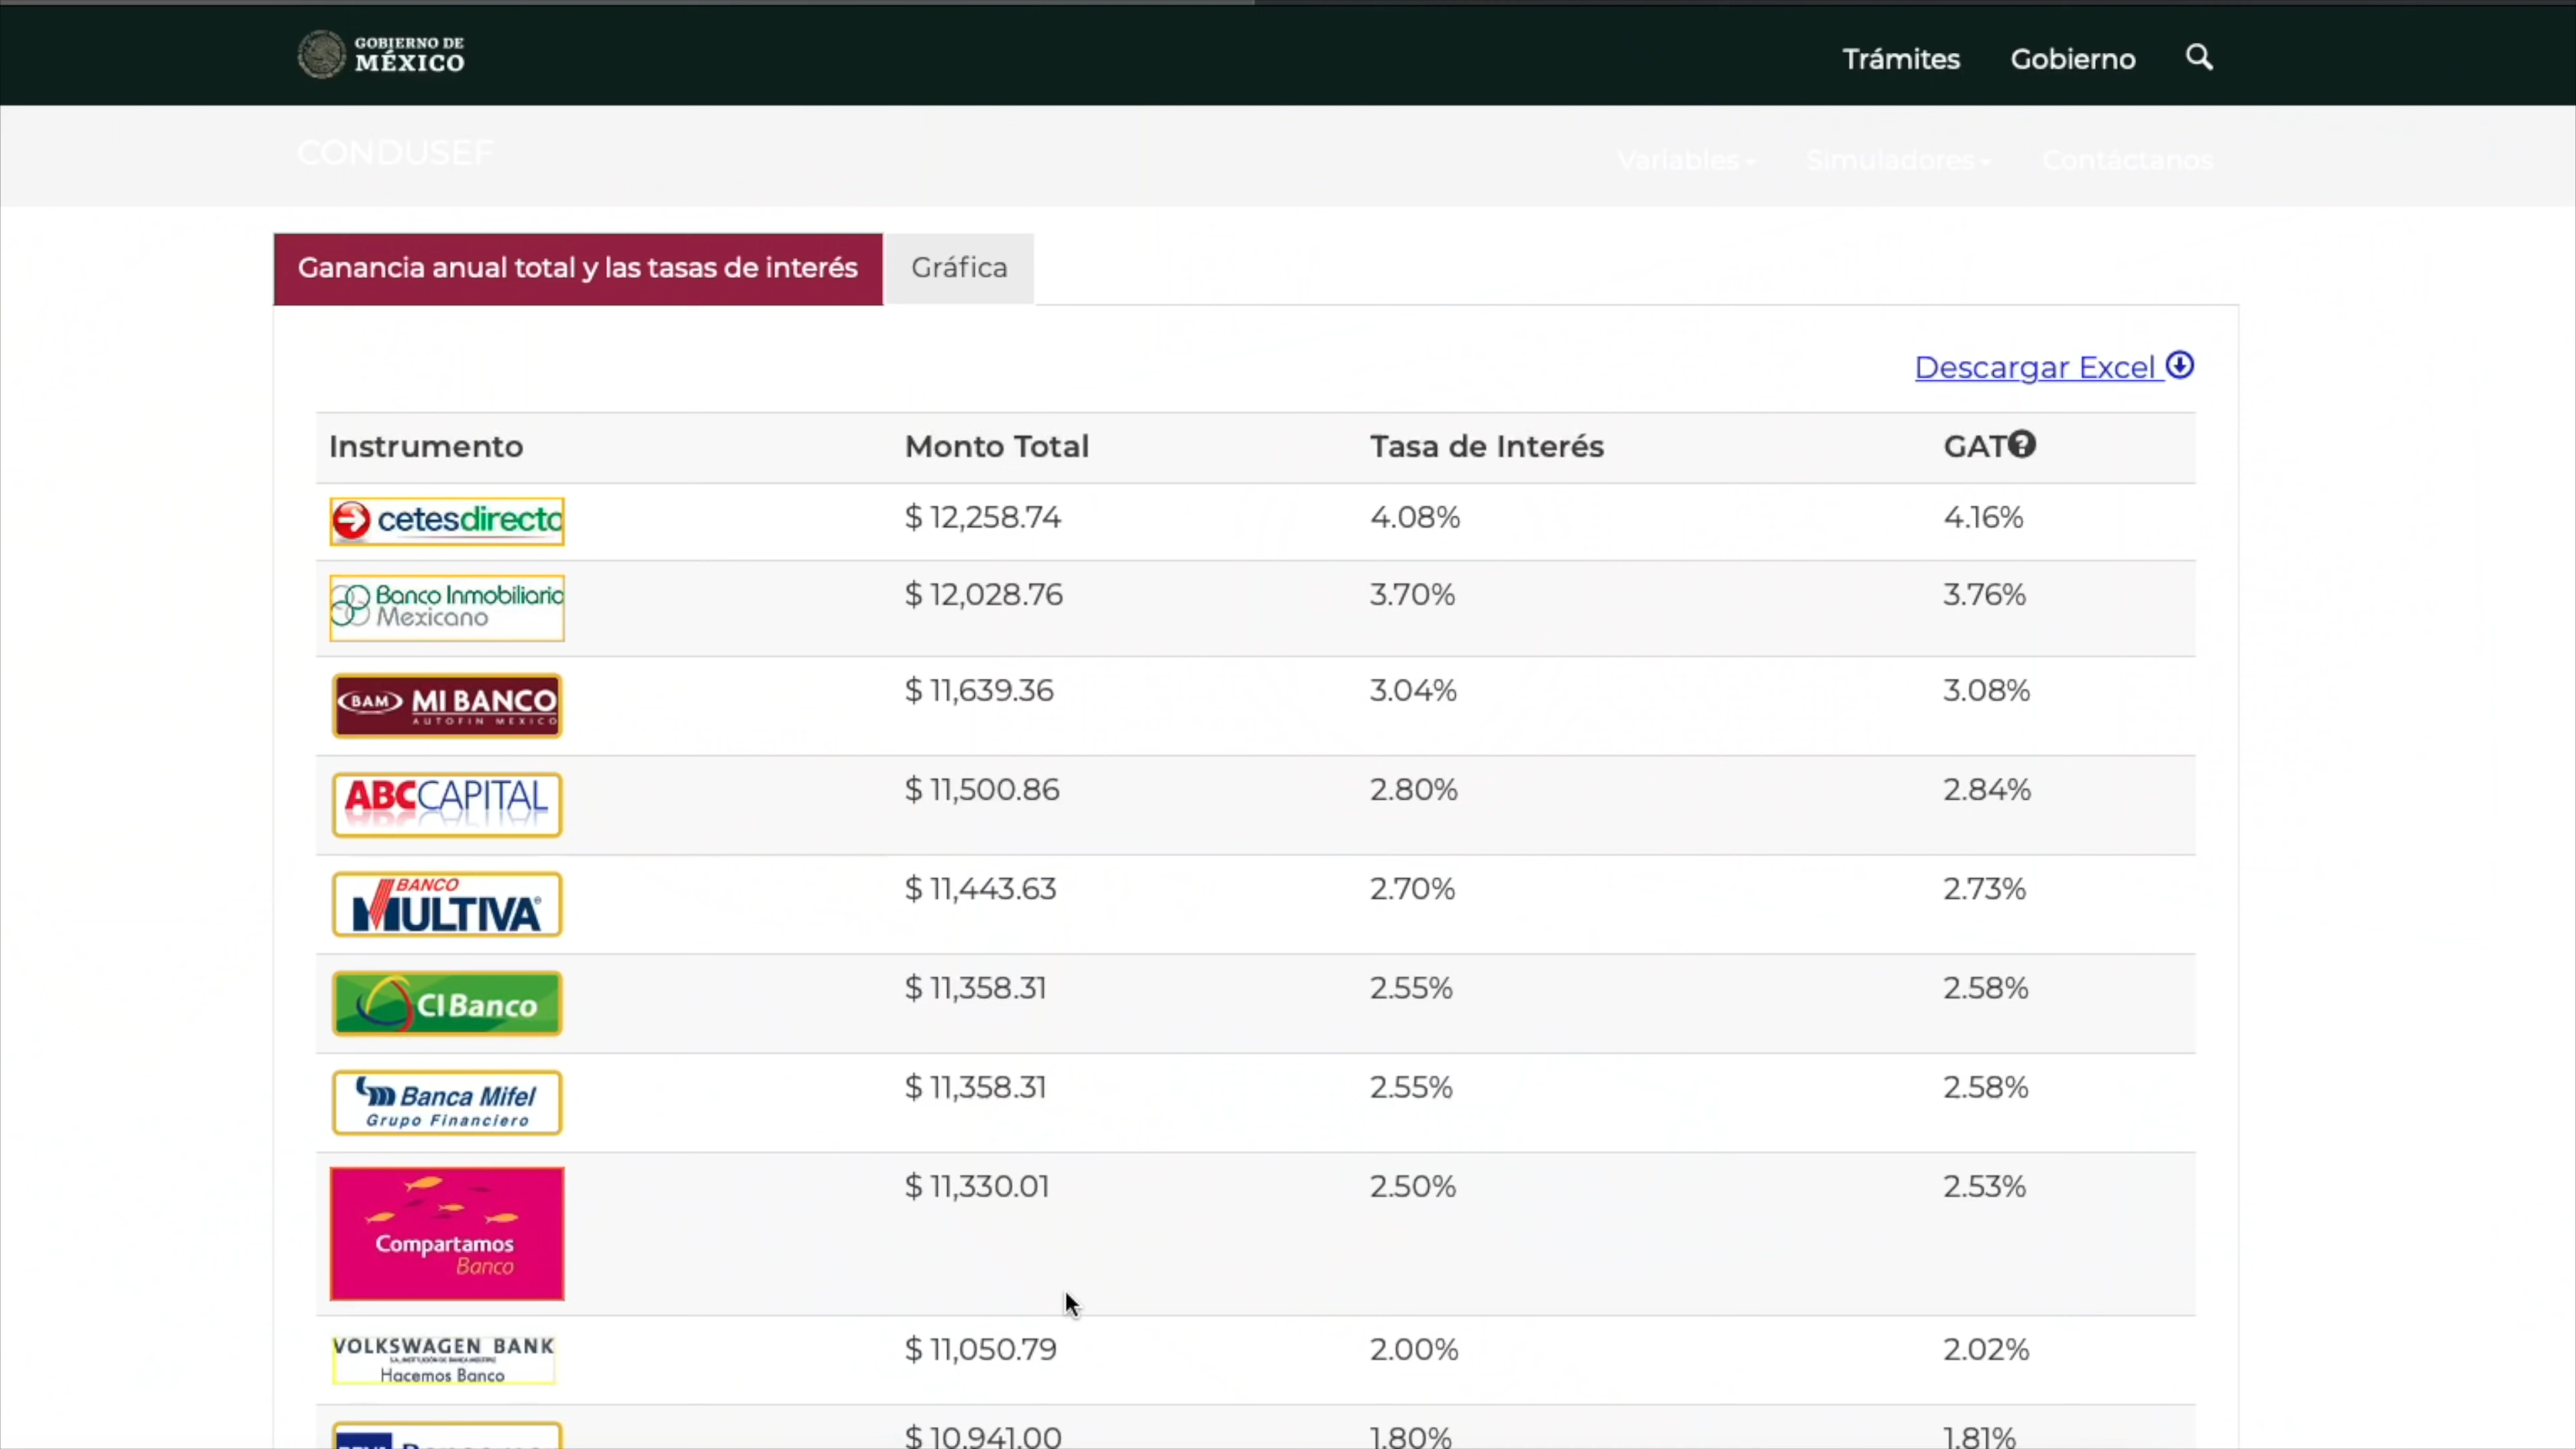 GOBIERNO DE
MÉXICO
Trámites Gobierno
CONDUSEF
Variables Simuladores Contáctanos
Ganancia anual total y las tasas de interés Gráfica
Descargar Excel
Instrumento Monto Total Tasa de Interés GAT
cetesdirecto $ 12,258.74 4.08% 4.16%
Banco Inmobiliario
Mexicano
$ 12,028.76 3.70% 3.76%
BAM MI BANCO
AUTOFIN MEXICO
$ 11,639.36 3.04% 3.08%
ABCCAPITAL $ 11,500.86 2.80% 2.84%
BANCO
MULTIVA
$ 11,443.63 2.70% 2.73%
CIBanco $ 11,358.31 2.55% 2.58%
Banca Mifel
Grupo Financiero
$ 11,358.31 2.55% 2.58%
Compartamos
Banco
$ 11,330.01 2.50% 2.53%
VOLKSWAGEN BANK
Hacemos Banco
$ 11,050.79 2.00% 2.02%
$ 10,941.00 1.80% 1.81%